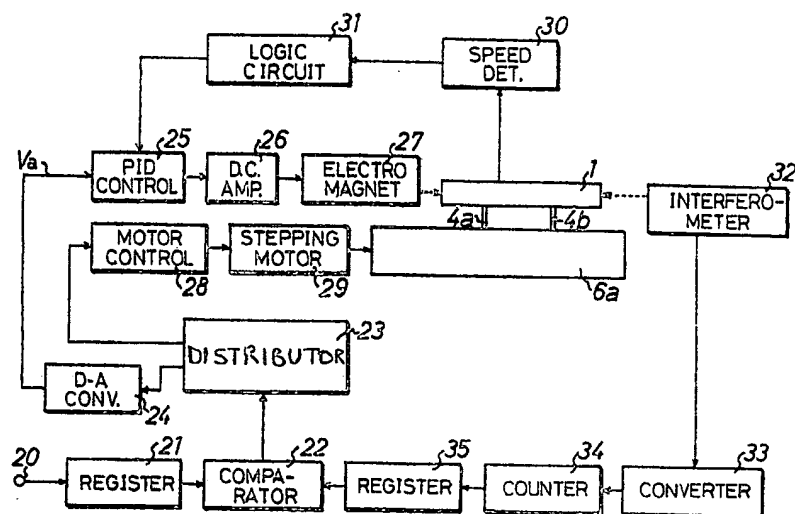 31
30
LOGIC
CIRCUIT
SPEED
DET.
25
26
27
Va
PID
CONTROL
D.C.
AMP.
ELECTRO
MAGNET
1
32
INTERFERO-
METER
4a
4b
MOTOR
CONTROL
STEPPING
MOTOR
28
29
6a
23
DISTRIBUTOR
D-A
CONV.
24
20
21
22
35
34
33
REGISTER
COMPA-
RATOR
REGISTER
COUNTER
CONVERTER